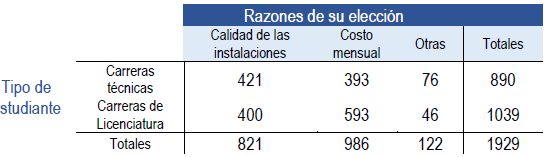 Razones de su elección
Calidad de las instalaciones Costo mensual Otras Totales
Tipo de studiante
Carreras técnicas 421 393 76 890
Carreras de Licenciatura 400 593 46 1039
Totales 821 986 122 1929